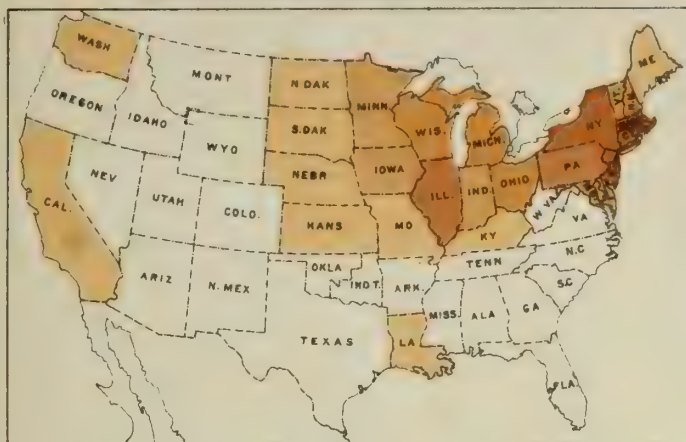 WASH
MONT
N.DAK
MINN.
ME
OREGON
IDAHO
WYO
S.DAK
WIS.
MICH.
VT.
N.Y.
NEV
UTAH
COLO.
NEBR
IOWA
ILL.
IND.
OHIO
PA
CAL.
KANS
MO
KY
W.VA
VA
ARIZ
N.MEX
OKLA
IND.T.
ARK.
TENN
N.C
S.C
TEXAS
LA
MISS.
ALA
GA
FLA.